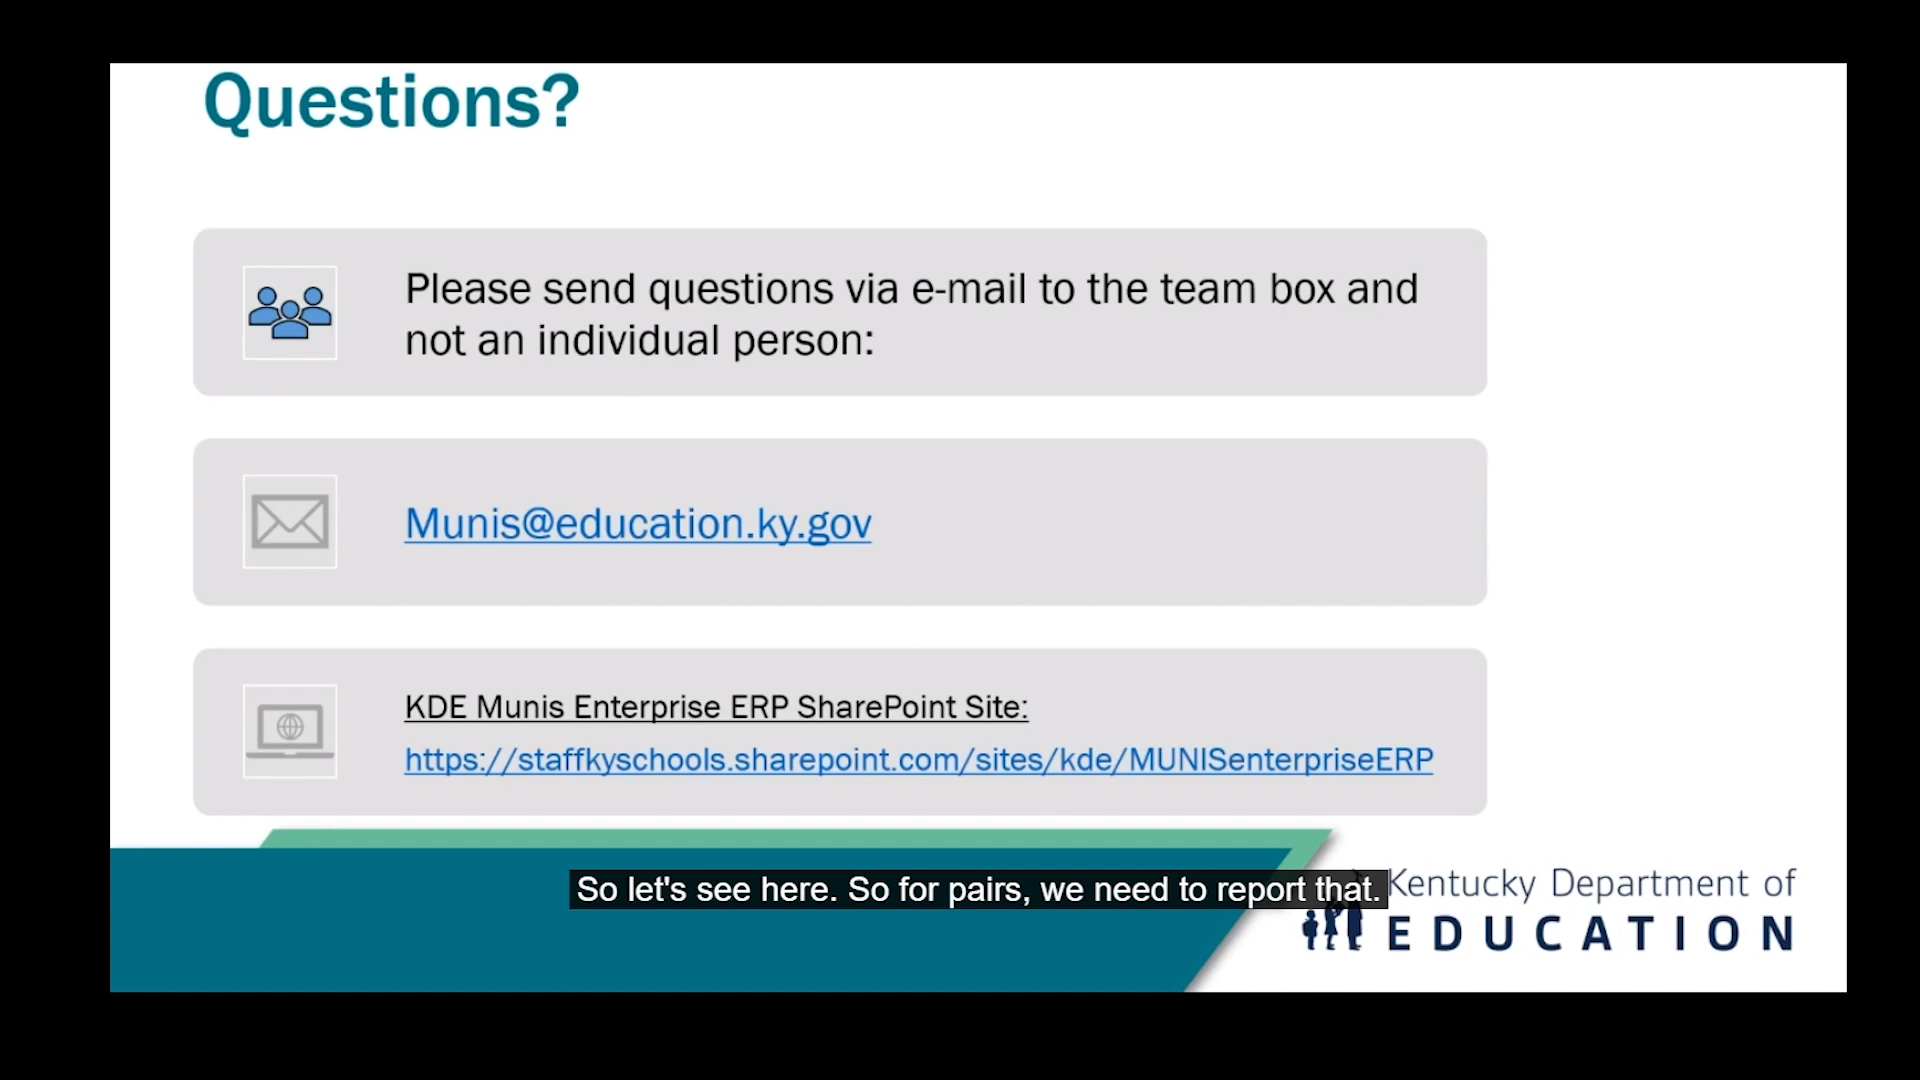 Questions?
Please send questions via e-mail to the team box and
not an individual person:
Munis@education.ky.gov
KDE Munis Enterprise ERP SharePoint Site:
https://staffkyschools.sharepoint.com/sites/kde/MUNISenterpriseERP
So let's see here. So for pairs, we need to report that.
Kentucky Department of
EDUCATION